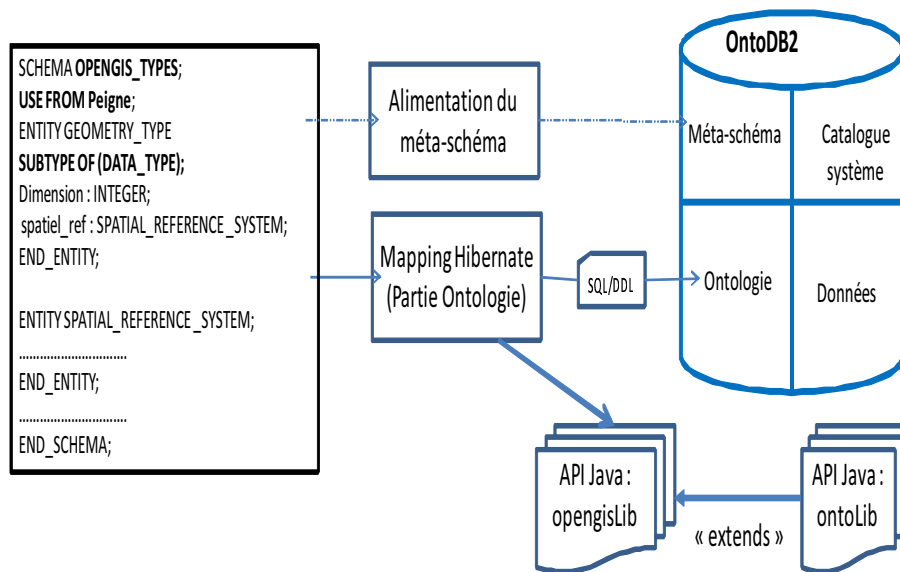 SCHEMA OPENGIS_TYPES;
USE FROM Peigne;
ENTITY GEOMETRY_TYPE
SUBTYPE OF (DATA_TYPE);
Dimension : INTEGER;
spatiel_ref : SPATIAL_REFERENCE_SYSTEM;
END_ENTITY;
ENTITY SPATIAL_REFERENCE_SYSTEM;
...............................
END_ENTITY;
...............................
END_SCHEMA;
Alimentation du
méta-schéma
Mapping Hibernate
(Partie Ontologie)
SQL/DDL
OntoDB2
Méta-schéma
Catalogue
système
Ontologie
Données
API Java :
opengisLib
« extends »
API Java :
ontoLib